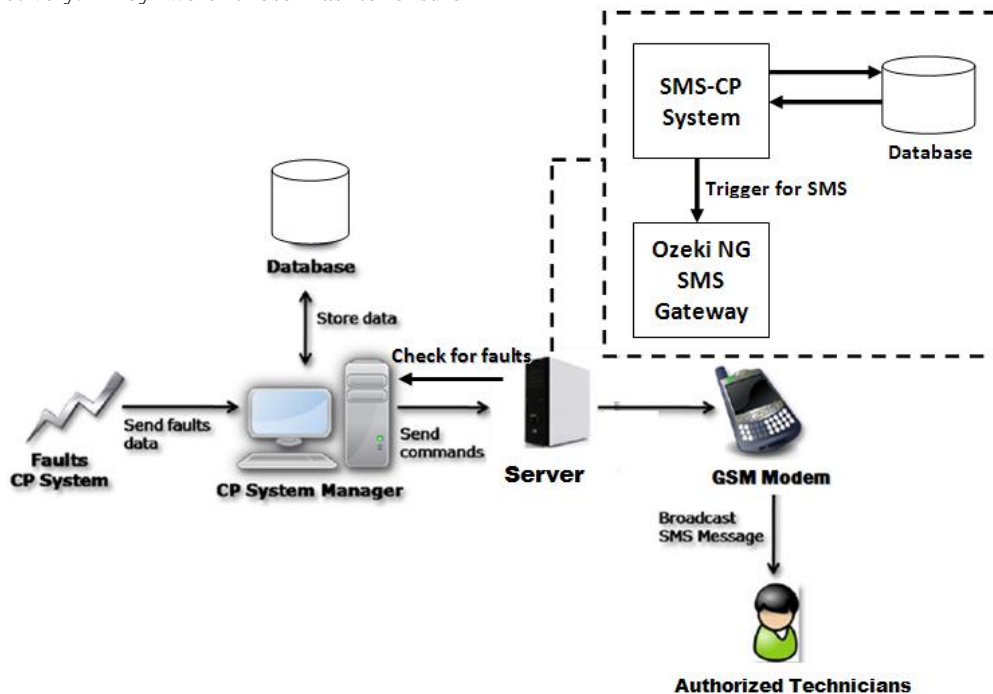 SMS-CP
System
Database
Trigger for SMS
Ozeki NG
SMS
Gateway
Database
Store data
Check for faults
Send faults
data
Send
commands
Faults
CP System
CP System Manager
Server
GSM Modem
Broadcast
SMS Message
Authorized Technicians